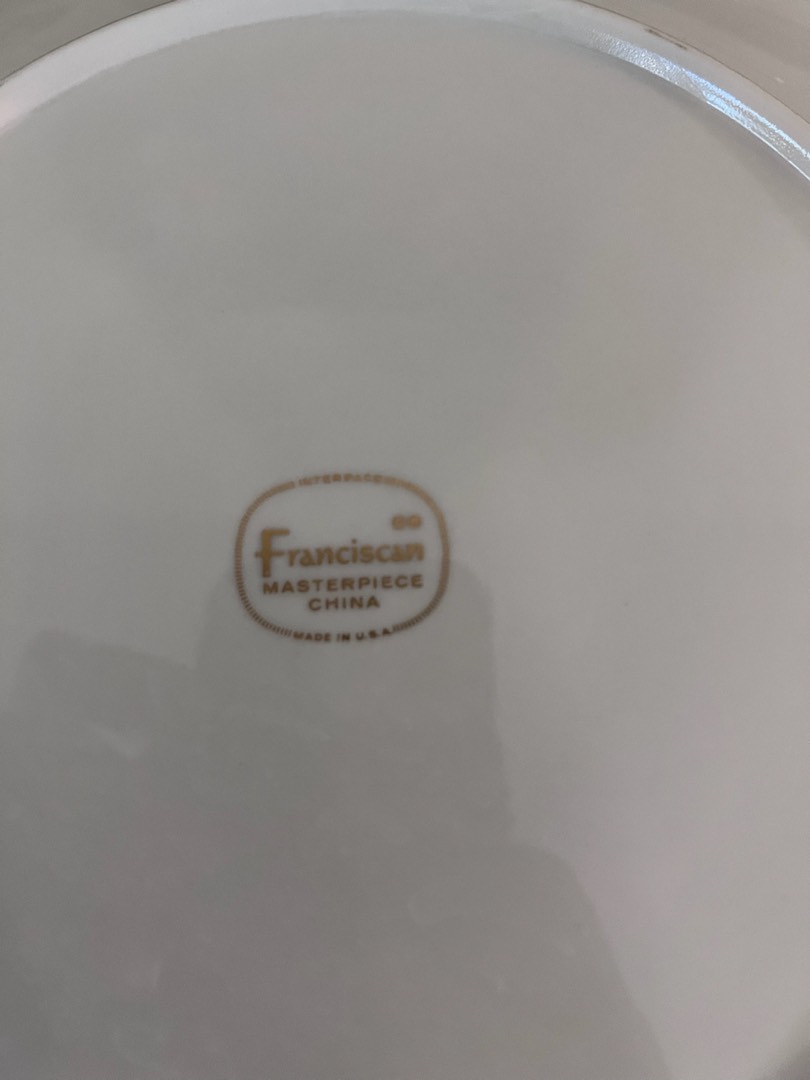 INTERPACE
Franciscan
MASTERPIECE
CHINA
MADE IN U.S.A.